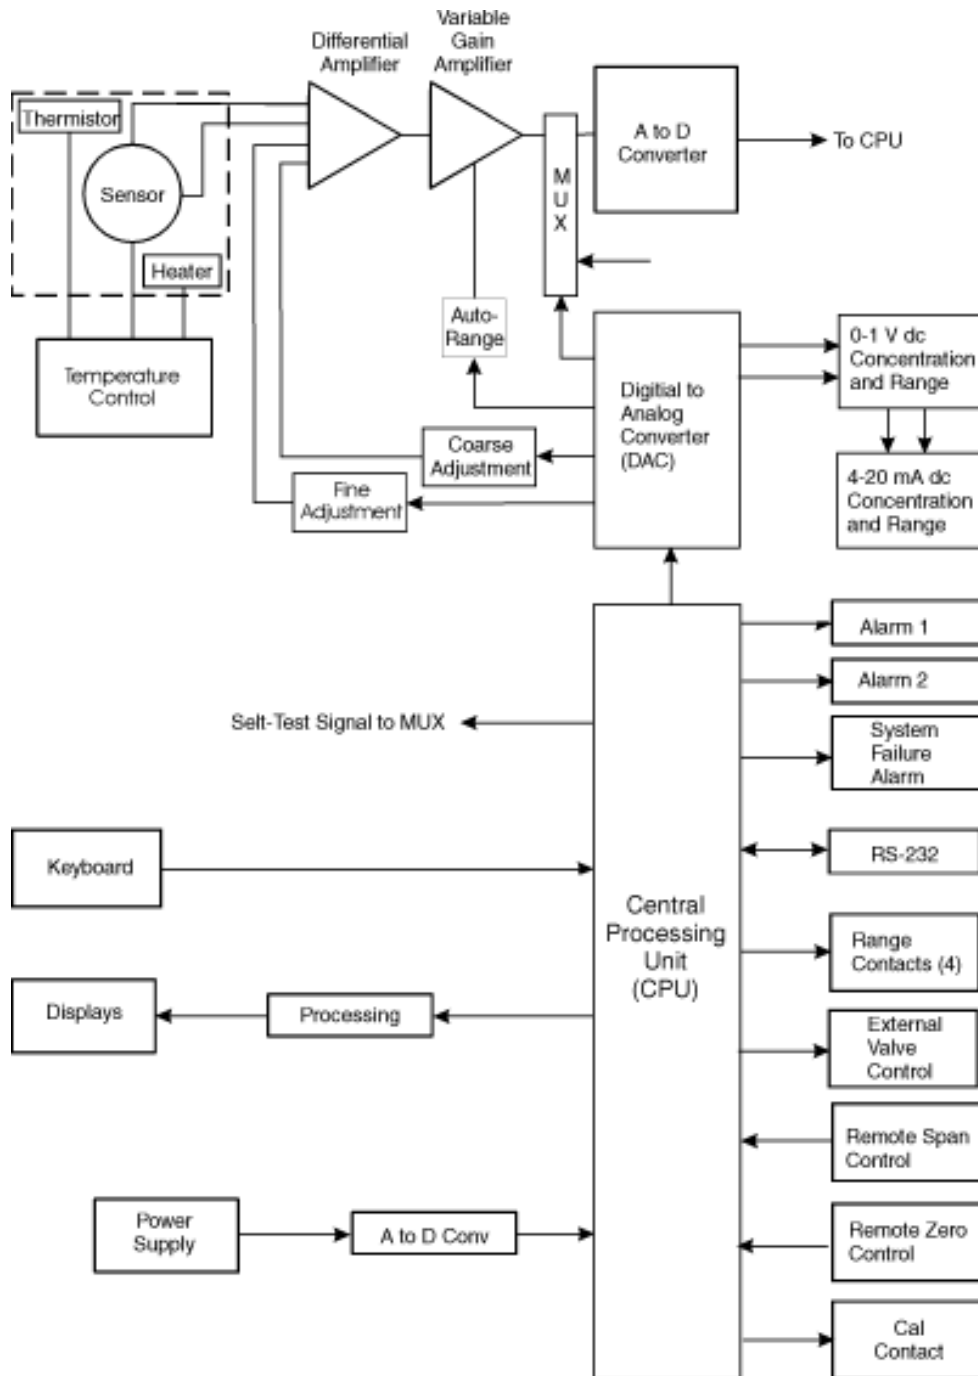 Variable
Gain
Amplifier
Differential
Amplifier
Thermistor
Sensor
Heater
Temperature
Control
MUX
A to D
Converter
To CPU
Auto-
Range
Coarse
Adjustment
Fine
Adjustment
Digitial to
Analog
Converter
(DAC)
0-1 V dc
Concentration
and Range
4-20 mA dc
Concentration
and Range
Alarm 1
Alarm 2
System
Failure
Alarm
Selt-Test Signal to MUX
Keyboard
RS-232
Central
Processing
Unit
(CPU)
Range
Contacts (4)
Displays
Processing
External
Valve
Control
Remote Span
Control
Power
Supply
A to D Conv
Remote Zero
Control
Cal
Contact